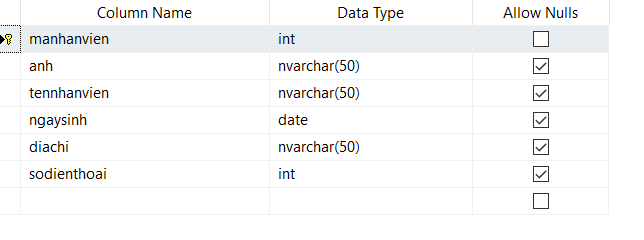 Column Name Data Type Allow Nulls
manhanvien int
anh nvarchar(50)
tennhanvien nvarchar(50)
ngaysinh date
diachi nvarchar(50)
sodienthoai int